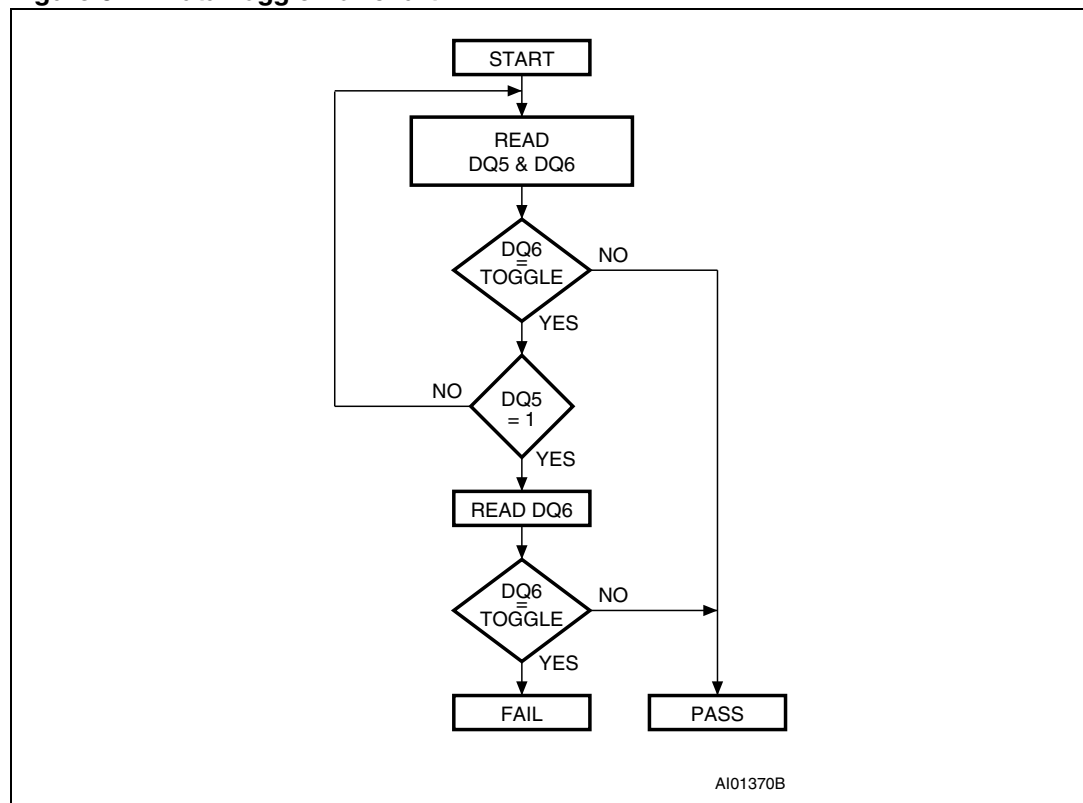 START
READ
DQ5 & DQ6
DQ6
=
TOGGLE
NO
YES
NO
DQ5
= 1
YES
READ DQ6
DQ6
=
TOGGLE
NO
YES
FAIL
PASS
AI01370B